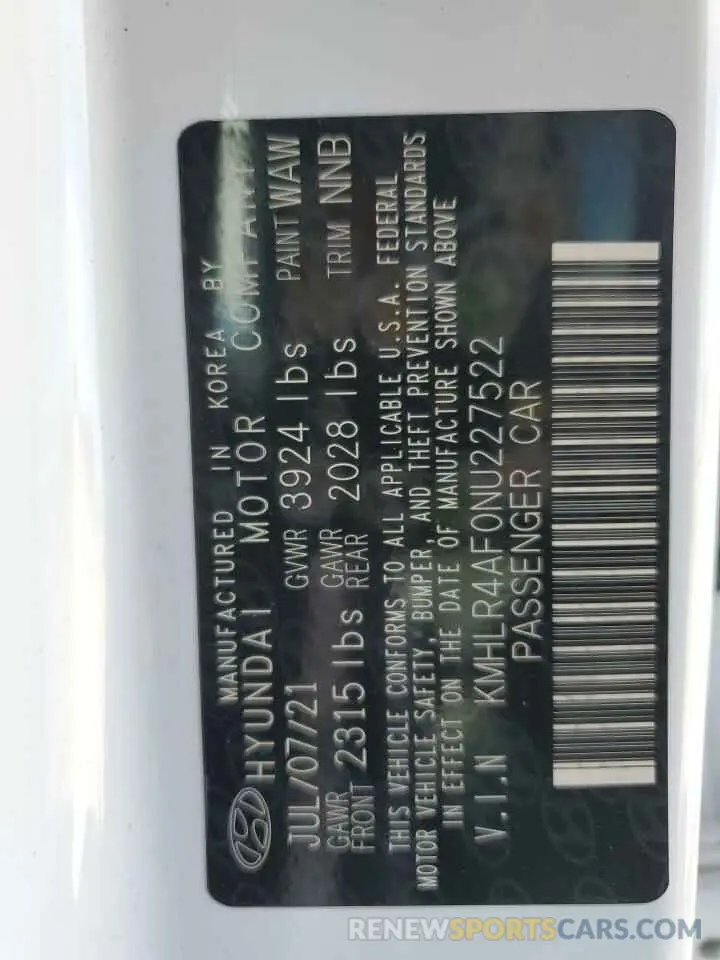 MANUFACTURED IN KOREA BY
HYUNDAI MOTOR COMPANY
JUL/07/21 GVWR 3924 lbs PAINT WAW
GAWR FRONT 2315 lbs GAWR REAR 2028 lbs TRIM NNB
THIS VEHICLE CONFORMS TO ALL APPLICABLE U.S.A. FEDERAL
MOTOR VEHICLE SAFETY, BUMPER, AND THEFT PREVENTION STANDARDS
IN EFFECT ON THE DATE OF MANUFACTURE SHOWN ABOVE
V.I.N KMHLR4AF0NU227522
PASSENGER CAR
RENEWSPORTSCARS.COM